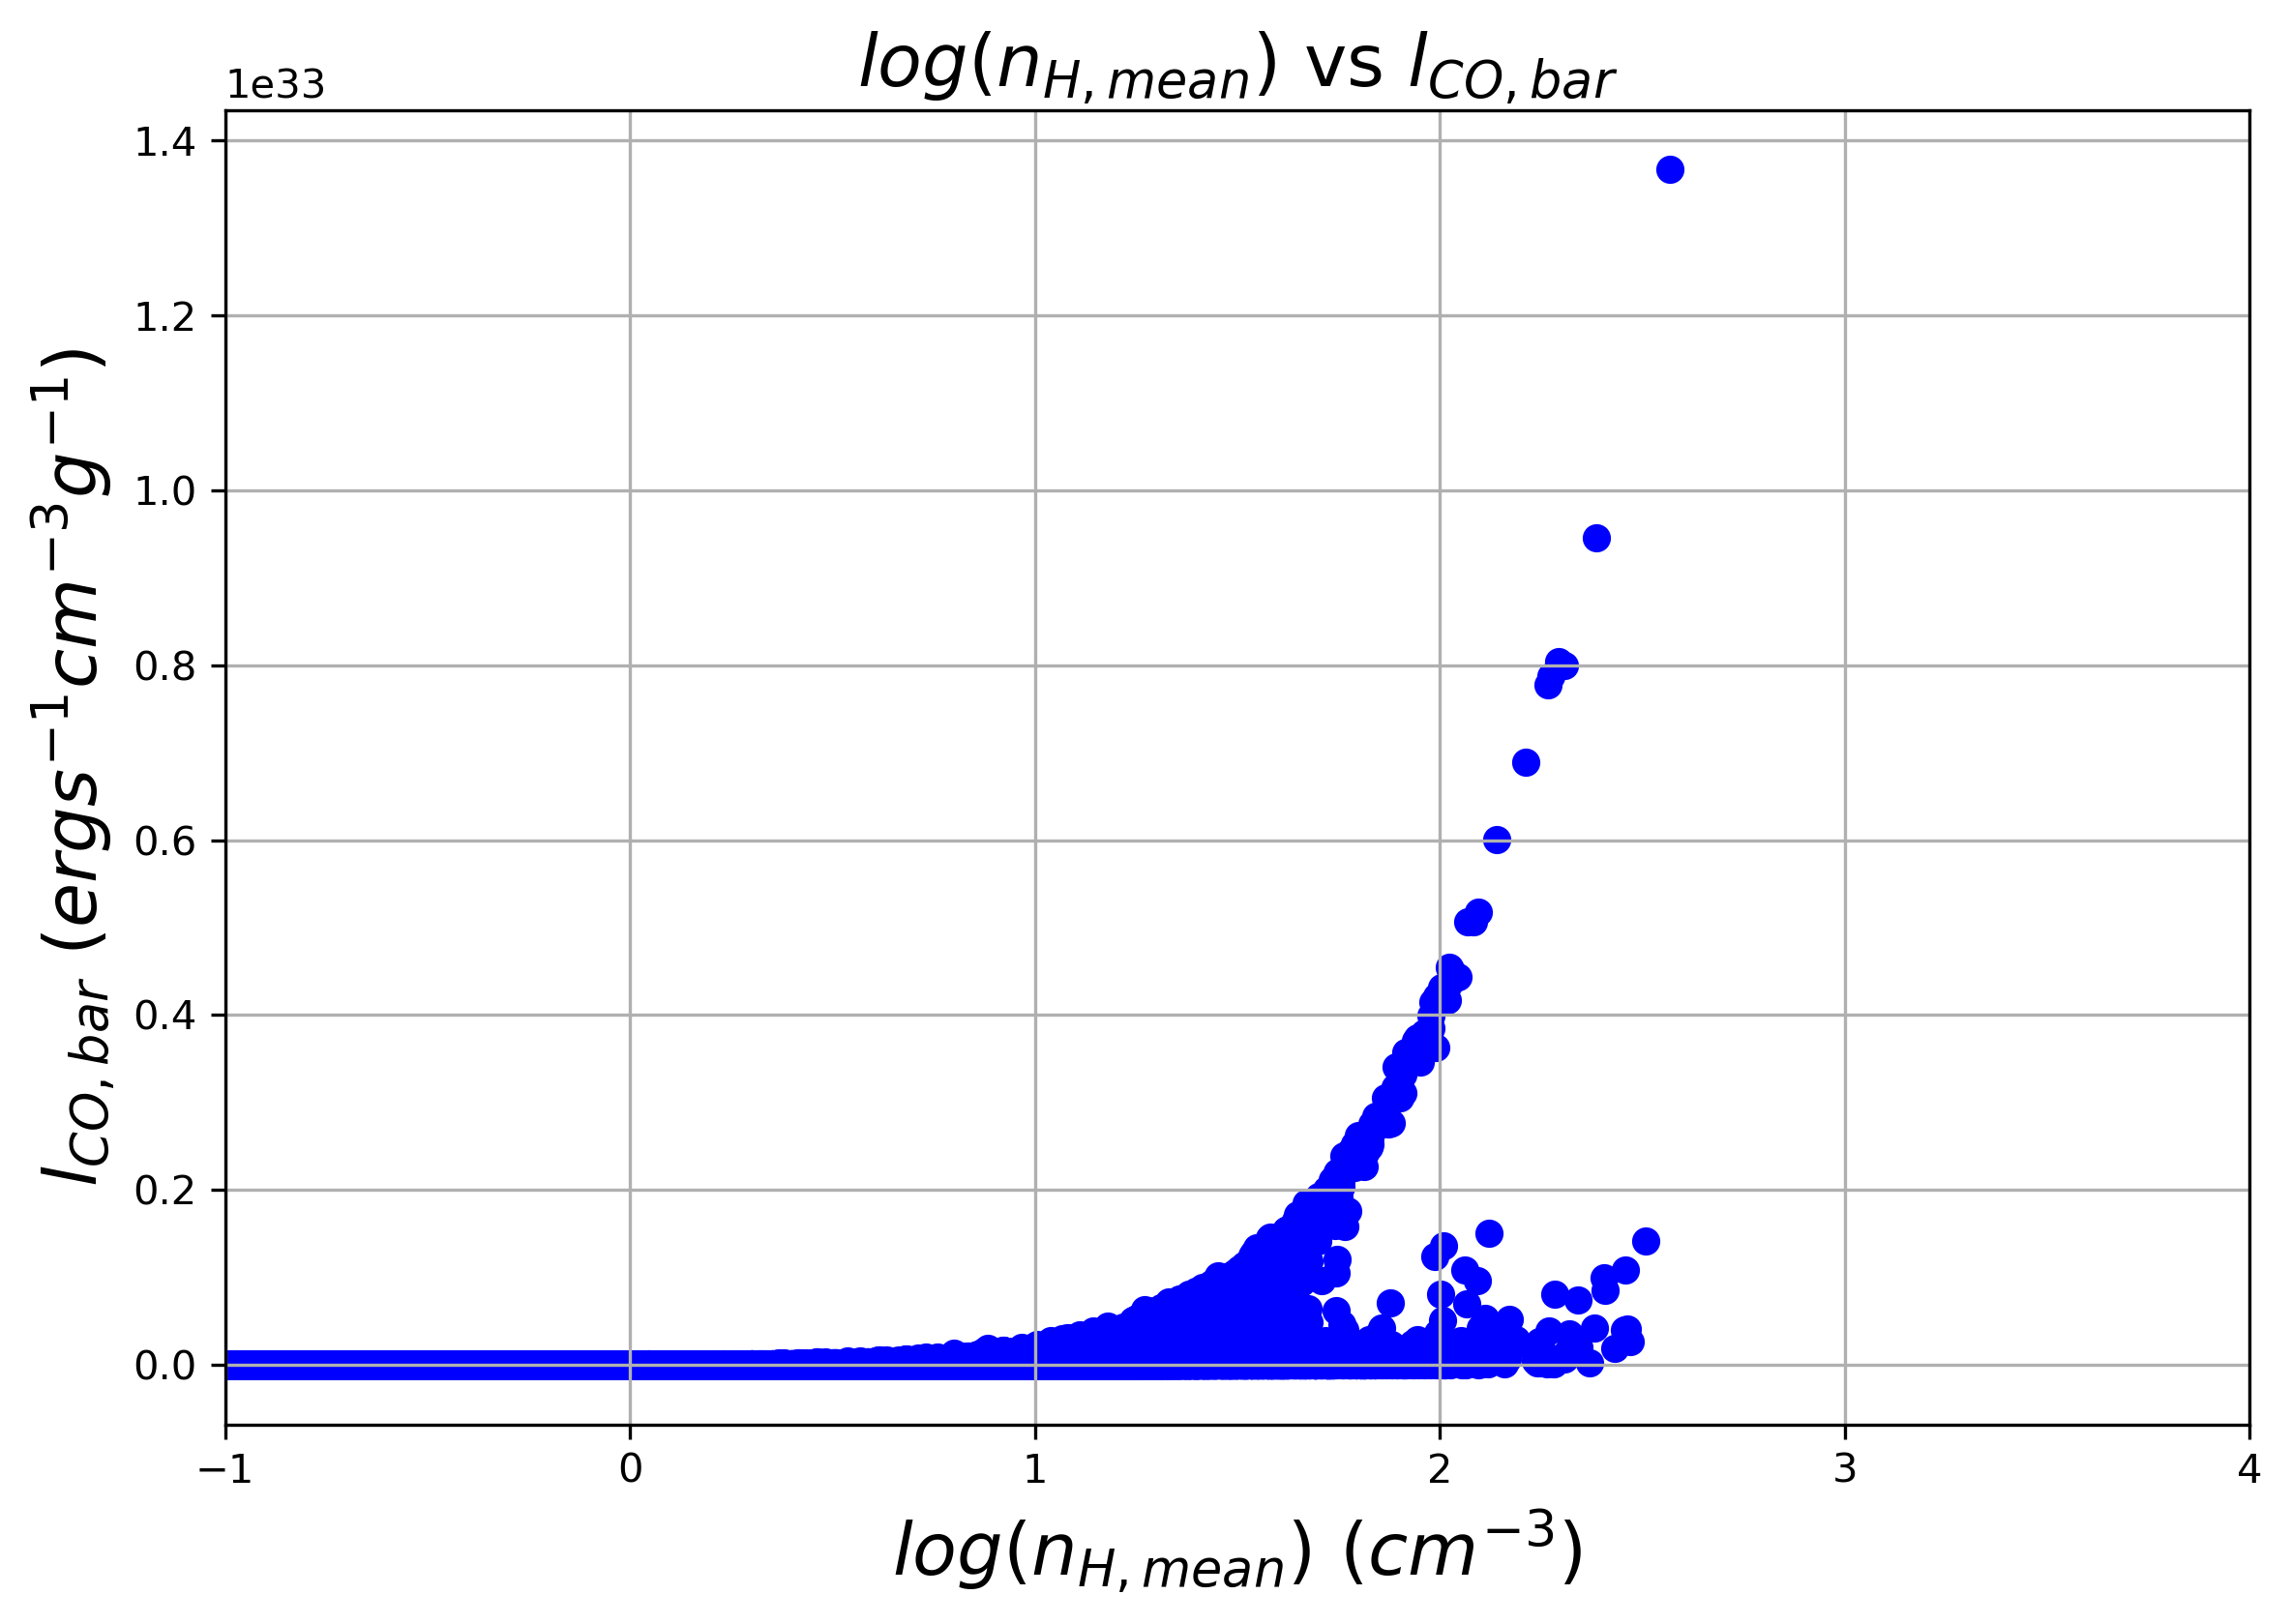 log(n_{H, mean}) vs l_{CO, bar}
1e33
1.4
1.2
1.0
0.8
0.6
0.4
0.2
0.0
l_{CO, bar} (ergs^{−1}cm^{−3}g^{−1})
−1 0 1 2 3 4
log(n_{H, mean}) (cm^{−3})